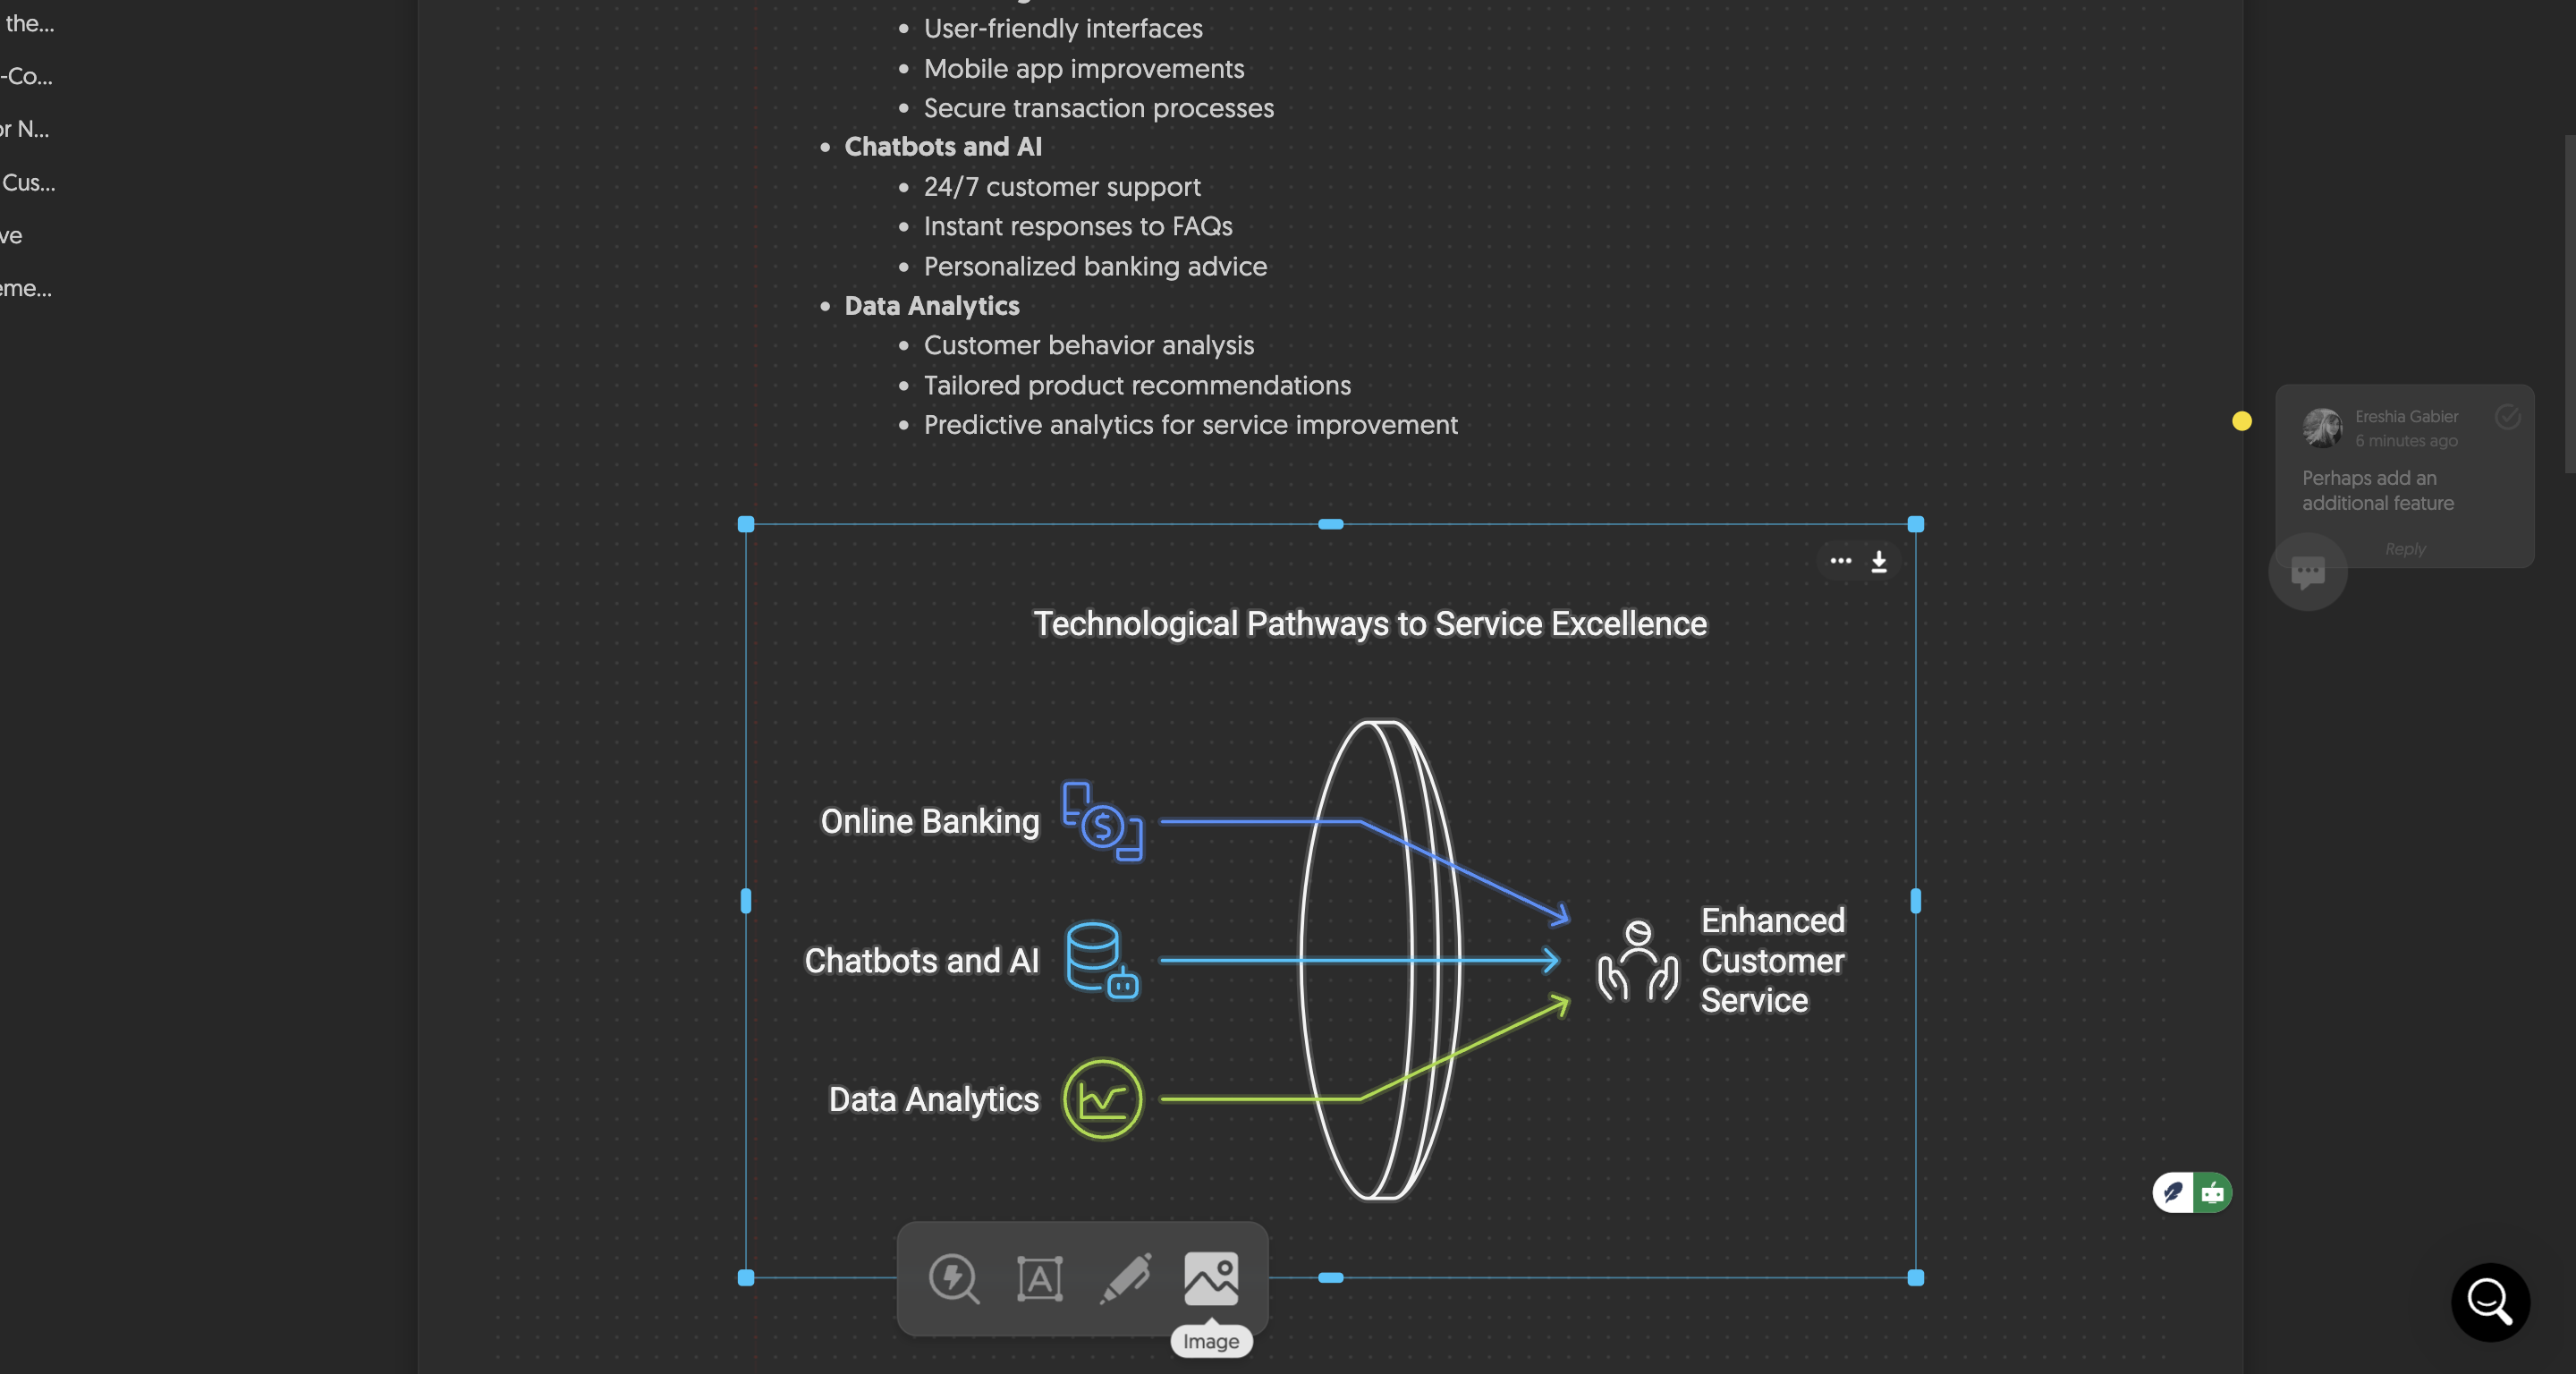 the...
-Co...
or N...
Cus...
ve
eme...
User-friendly interfaces
Mobile app improvements
Secure transaction processes
Chatbots and AI
24/7 customer support
Instant responses to FAQs
Personalized banking advice
Data Analytics
Customer behavior analysis
Tailored product recommendations
Predictive analytics for service improvement
Ereshia Gabier
6 minutes ago
Perhaps add an
additional feature
Reply
Technological Pathways to Service Excellence
Online Banking
$
Chatbots and AI
Data Analytics
Enhanced
Customer
Service
A
Image